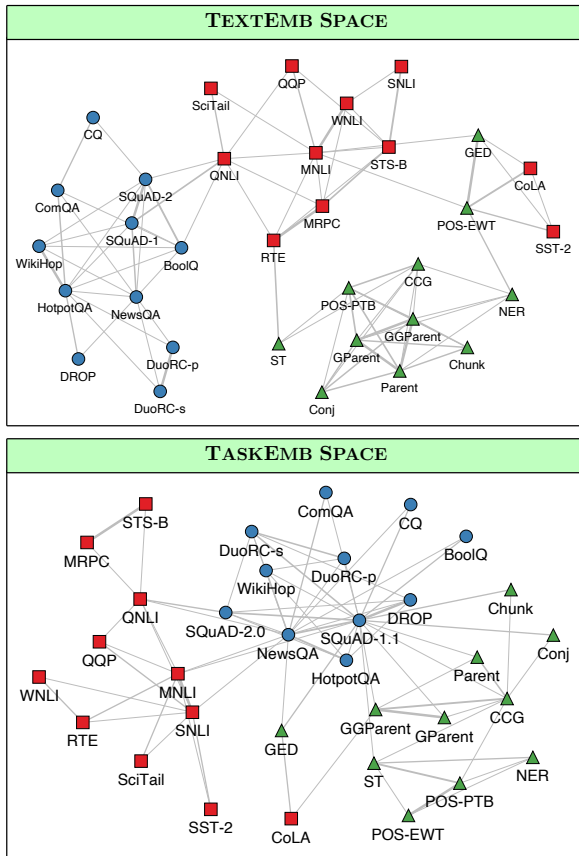 TEXTEMB SPACE
QQP
SNLI
SciTail
WNLI
CQ
GED
STS-B
QNLI
MNLI
CoLA
SQuAD-2
ComQA
MRPC
POS-EWT
SQuAD-1
SST-2
WikiHop
BoolQ
RTE
CCG
HotpotQA
NewsQA
POS-PTB
NER
GGParent
DuoRC-p
ST
GParent
Chunk
DROP
Parent
DuoRC-s
Conj
TASKEMB SPACE
ComQA
STS-B
CQ
DuoRC-s
MRPC
BoolQ
DuoRC-p
WikiHop
Chunk
QNLI
DROP
SQuAD-2.0
SQuAD-1.1
NewsQA
Conj
QQP
Parent
HotpotQA
WNLI
MNLI
CCG
SNLI
GGParent
GParent
RTE
GED
SciTail
ST
NER
POS-PTB
SST-2
CoLA
POS-EWT